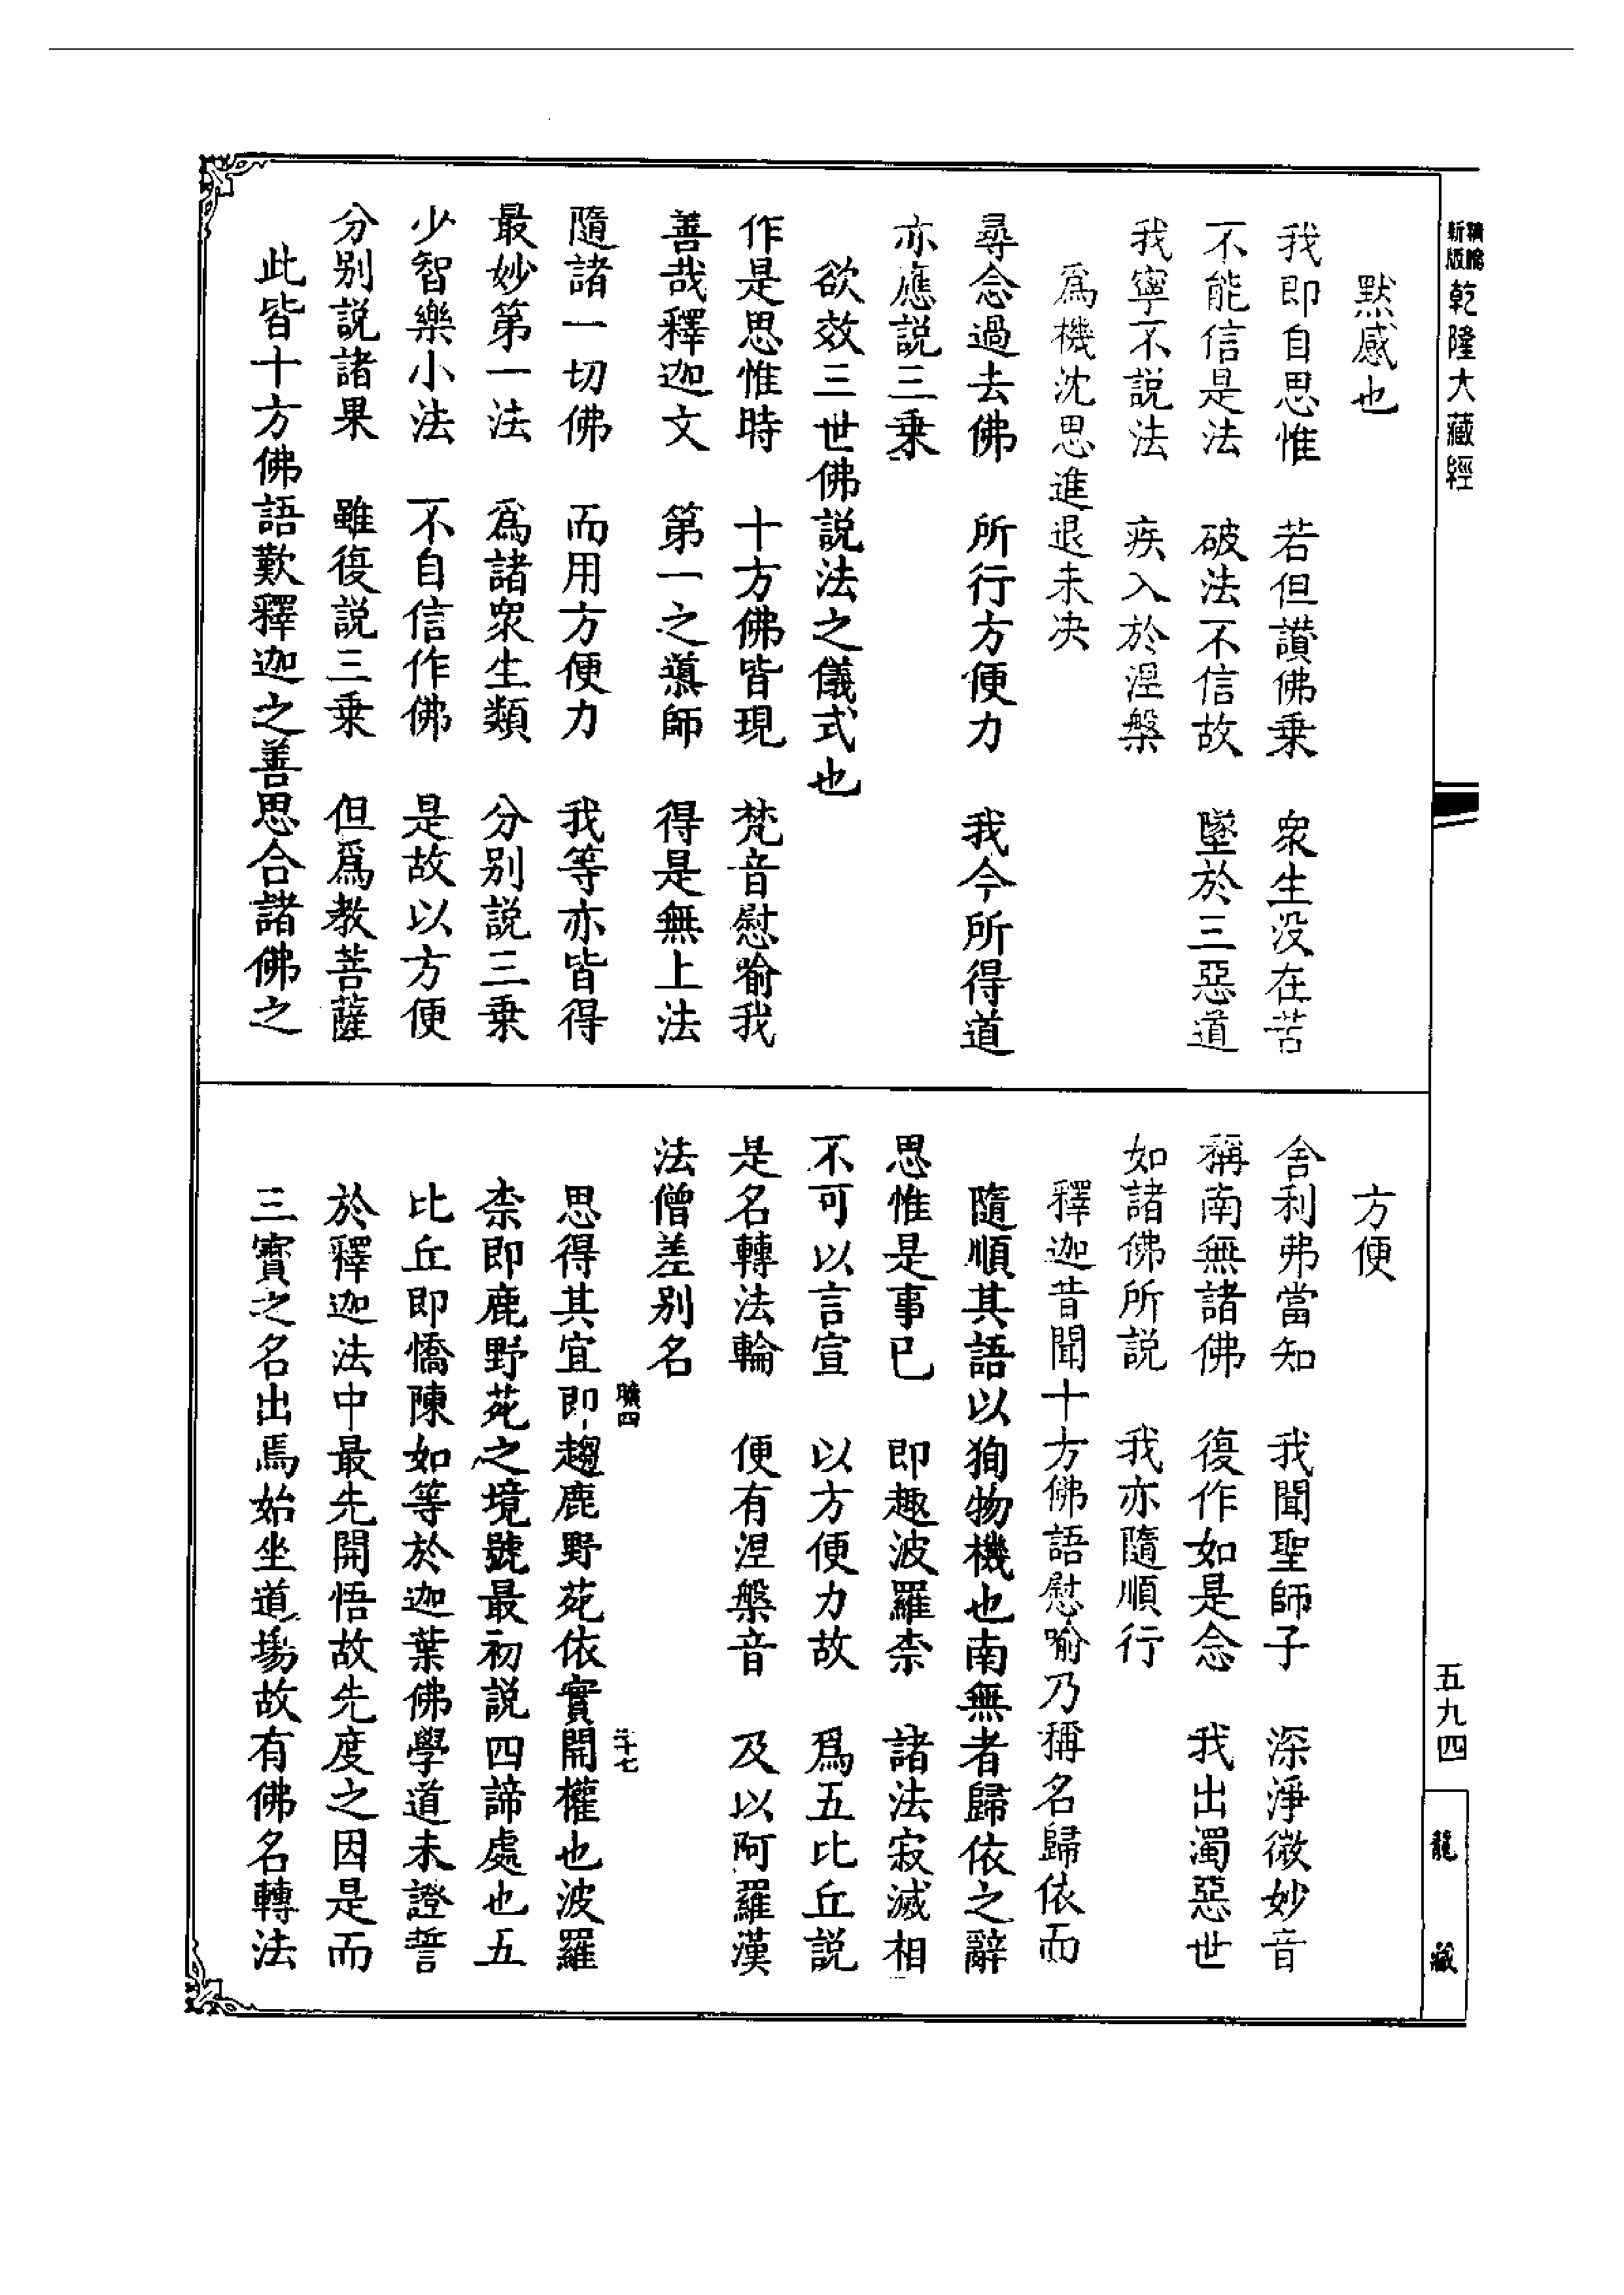 精縮
新版
乾隆大藏經
默感也
我即自思惟　若但讚佛乗　衆生没在苦
不能信是法　破法不信故　墜於三惡道
我寧不説法　疾入於涅槃
爲機沈思進退未決
尋念過去佛　所行方便力　我今所得道
亦應説三乗
欲效三世佛説法之儀式也
作是思惟時　十方佛皆現　梵音慰喻我
善哉釋迦文　第一之導師　得是無上法
隨諸一切佛　而用方便力　我等亦皆得
最妙第一法　爲諸衆生類　分别説三乗
少智樂小法　不自信作佛　是故以方便
分别説諸果　雖復説三乗　但爲教菩薩
此皆十方佛語歎釋迦之善思合諸佛之
方便
舍利弗當知　我聞聖師子　深淨微妙音
稱南無諸佛　復作如是念　我出濁惡世
如諸佛所説　我亦隨順行
釋迦昔聞十方佛語慰喻乃稱名歸依而
隨順其語以狥物機也南無者歸依之辭
思惟是事已　即趣波羅柰　諸法寂滅相
不可以言宣　以方便力故　爲五比丘説
是名轉法輪　便有涅槃音　及以阿羅漢
法僧差别名
思得其宜即趨鹿野苑依實開權也波羅
柰即鹿野苑之境號最初説四諦處也五
比丘即憍陳如等於迦葉佛學道未證誓
於釋迦法中最先開悟故先度之因是而
三寳之名出焉始坐道場故有佛名轉法
五九四
龍藏